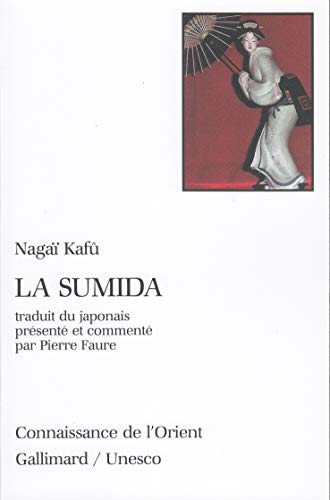 Nagaï Kafû
LA SUMIDA
traduit du japonais
présenté et commenté
par Pierre Faure
Connaissance de l'Orient
Gallimard / Unesco